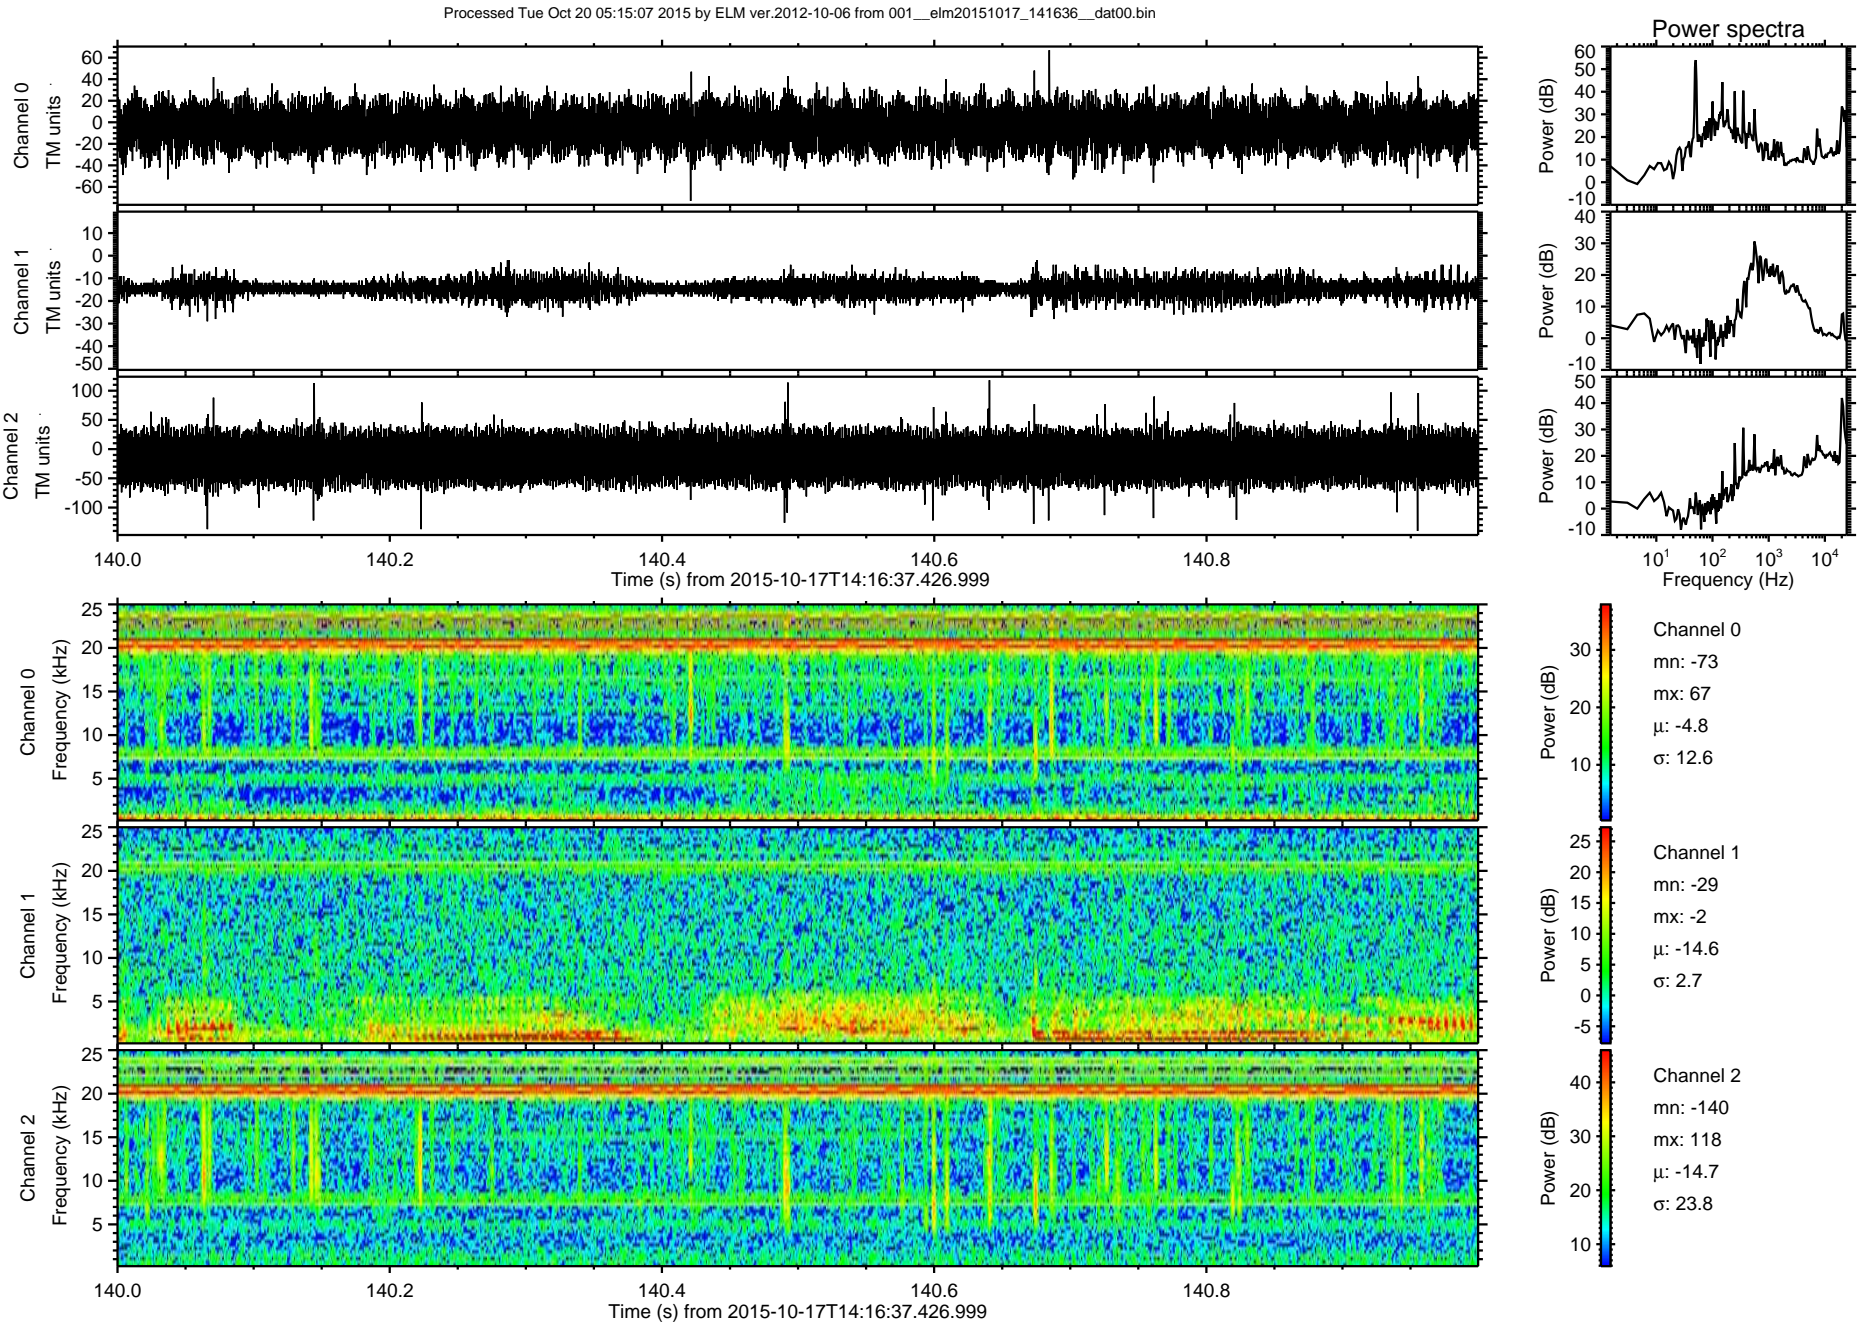 Processed Tue Oct 20 05:15:07 2015 by ELM ver.2012-10-06 from 001__elm20151017_141636__dat00.bin
Power spectra
Channel 0
TM units
60
40
20
0
-20
-40
-60
Power (dB)
60
50
40
30
20
10
0
-10
Channel 1
TM units
10
0
-10
-20
-30
-40
-50
Power (dB)
40
30
20
10
0
-10
Channel 2
TM units
100
50
0
-50
-100
Power (dB)
50
40
30
20
10
0
-10
140.0 140.2 140.4 140.6 140.8
Time (s) from 2015-10-17T14:16:37.426.999
10^1 10^2 10^3 10^4
Frequency (Hz)
Channel 0
Frequency (kHz)
25
20
15
10
5
Power (dB)
30
20
10
Channel 0
mn: -73
mx: 67
μ: -4.8
σ: 12.6
Channel 1
Frequency (kHz)
25
20
15
10
5
Power (dB)
25
20
15
10
5
0
-5
Channel 1
mn: -29
mx: -2
μ: -14.6
σ: 2.7
Channel 2
Frequency (kHz)
25
20
15
10
5
Power (dB)
40
30
20
10
Channel 2
mn: -140
mx: 118
μ: -14.7
σ: 23.8
140.0 140.2 140.4 140.6 140.8
Time (s) from 2015-10-17T14:16:37.426.999